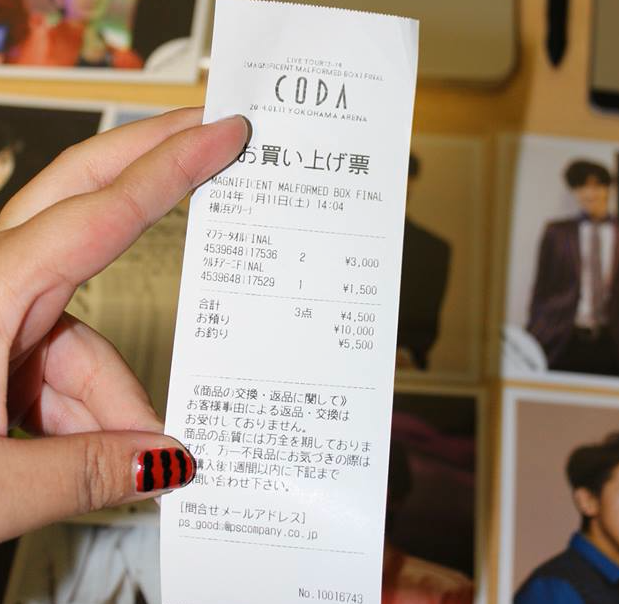 LIVE TOUR12-14
[MAGNIFICENT MALFORMED BOX] FINAL
CODA
2014.01.11 YOKOHAMA ARENA
お買い上げ票
MAGNIFICENT MALFORMED BOX FINAL
2014年 1月11日(土) 14:04
横浜アリーナ
マフラータオルFINAL
4539648117536 2 ¥3,000
クルチアーニFINAL
4539648117529 1 ¥1,500
合計 3点 ¥4,500
お預り ¥10,000
お釣り ¥5,500
《商品の交換・返品に関して》
お客様事由による返品・交換は
お受けしておりません。
商品の品質には万全を期しておりま
すが、万一不良品にお気づきの際は
購入後1週間以内に下記まで
問い合わせ下さい。
[問合せメールアドレス]
ps_goods@pscompany.co.jp
No.10016743